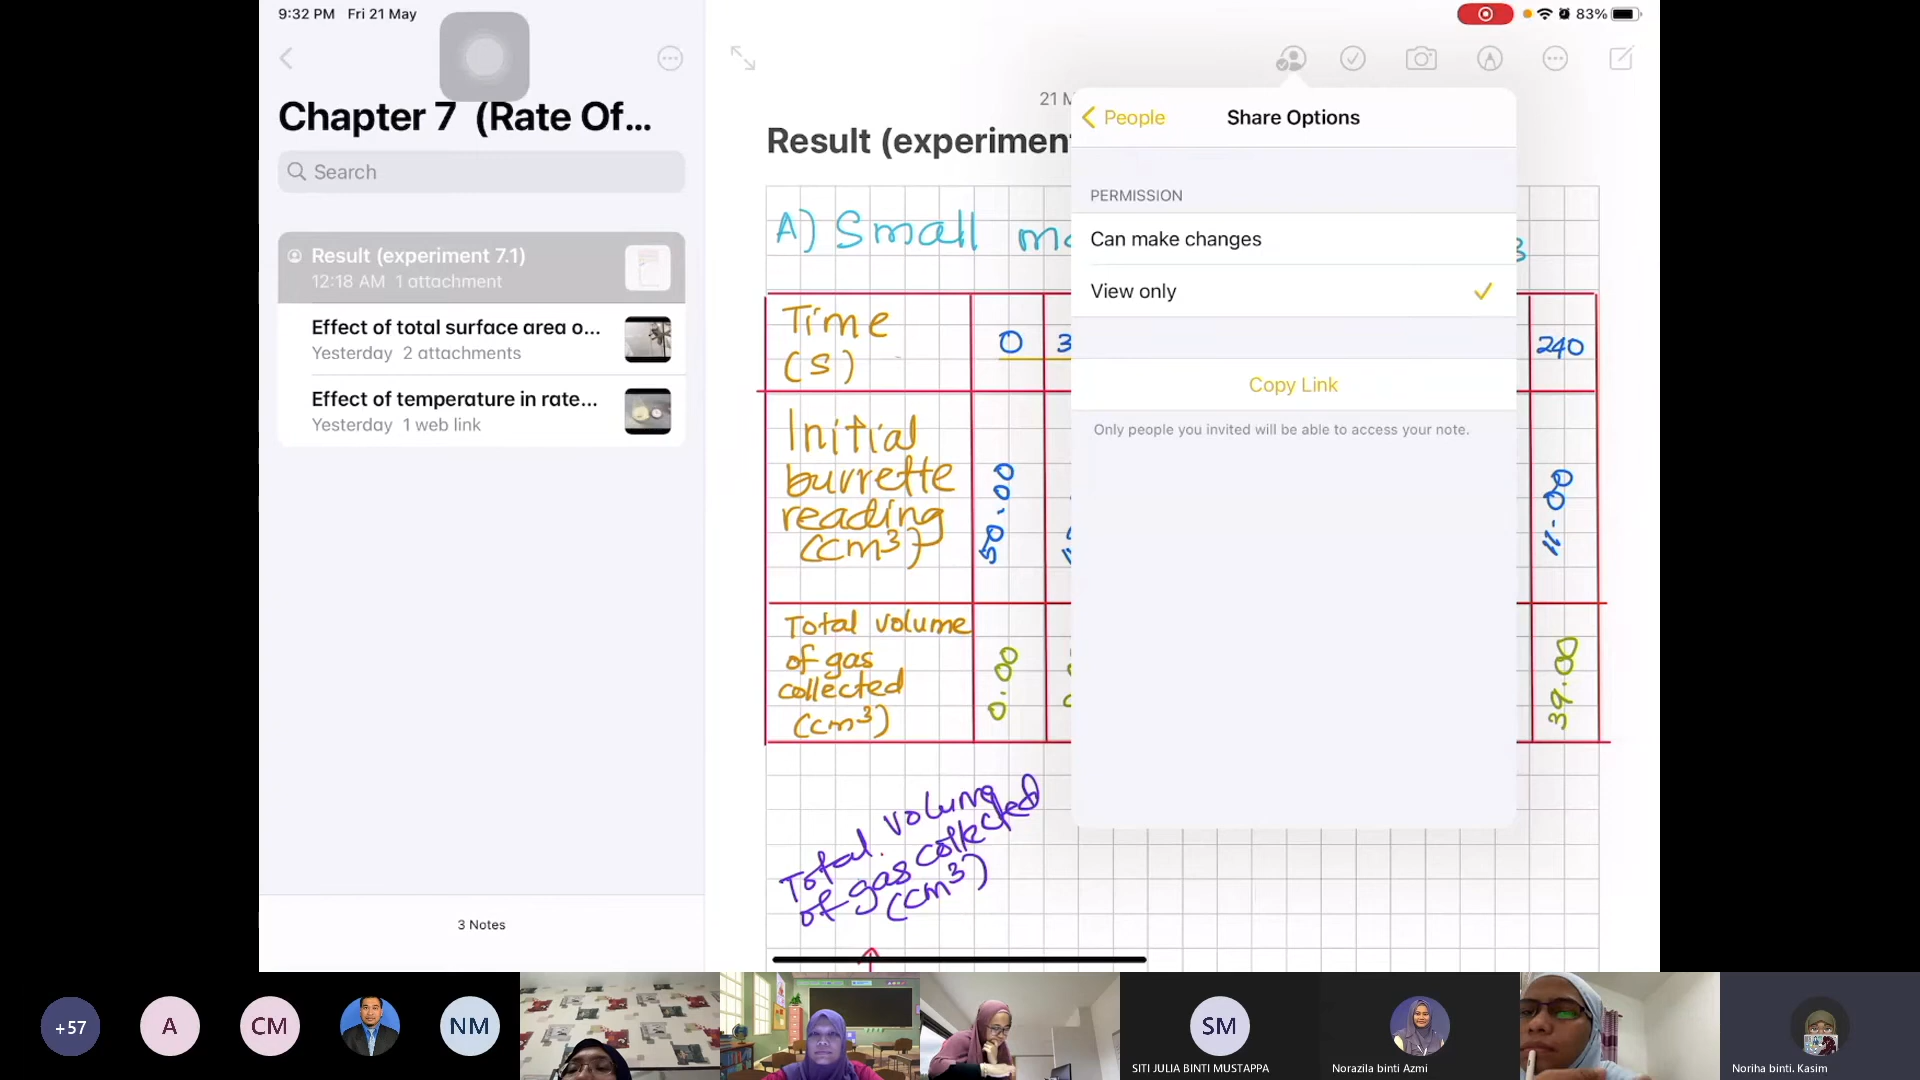 9:32 PM Fri 21 May
83%
Chapter 7 (Rate Of...
Search
Result (experiment 7.1)
12:18 AM 1 attachment
Effect of total surface area o...
Yesterday 2 attachments
Effect of temperature in rate...
Yesterday 1 web link
3 Notes
21 M
Result (experimen
A) Small
Time
(s)
0
240
Initial
burrette
reading
(cm³)
50.00
11.00
Total volume
of gas
collected
(cm³)
0.00
39.00
Total volume
of gas collected
(cm³)
People
Share Options
PERMISSION
Can make changes
View only
Copy Link
Only people you invited will be able to access your note.
+57
A
CM
NM
SM
SITI JULIA BINTI MUSTAPPA
Norazila binti Azmi
Noriha binti. Kasim